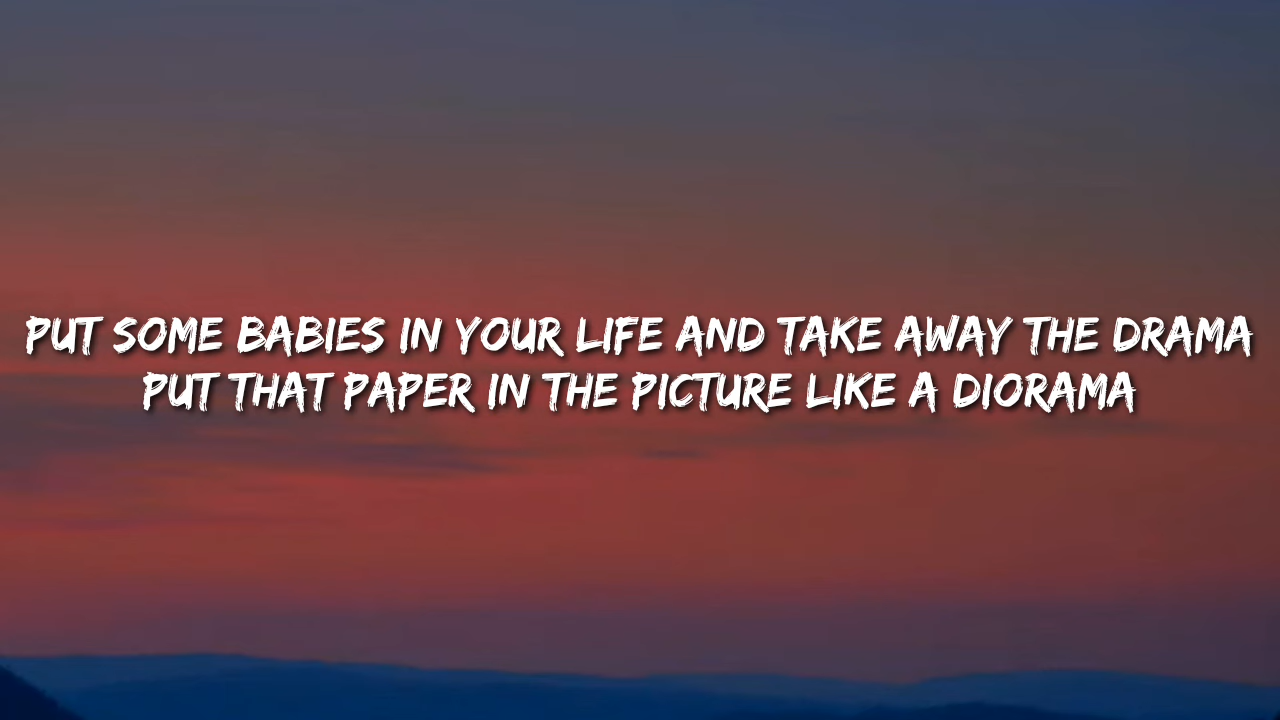 PUT SOME BABIES IN YOUR LIFE AND TAKE AWAY THE DRAMA
PUT THAT PAPER IN THE PICTURE LIKE A DIORAMA